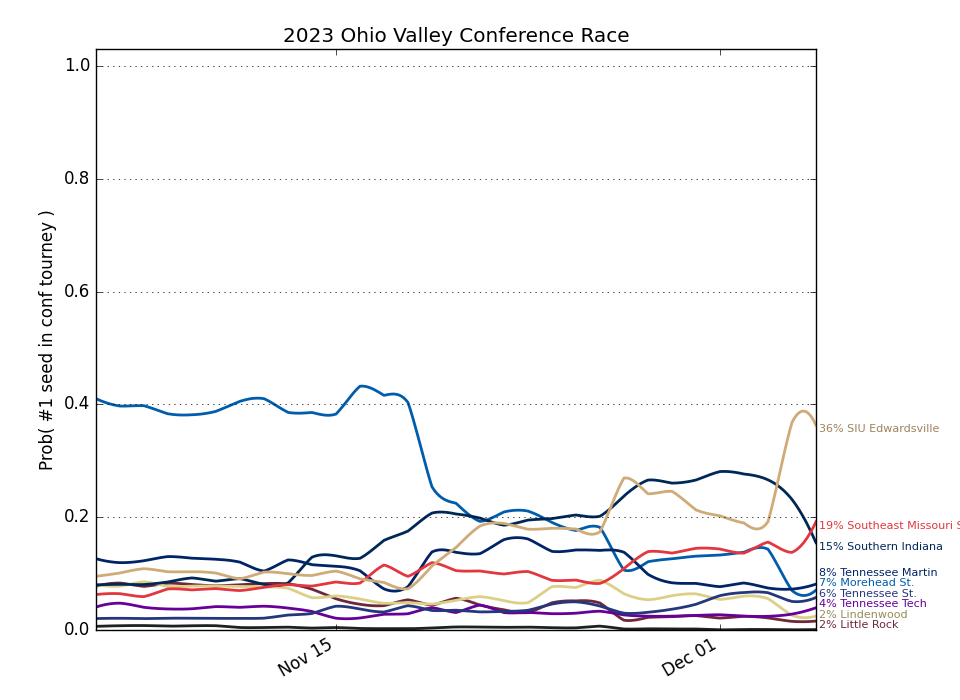 2023 Ohio Valley Conference Race
Prob( #1 seed in conf tourney )
1.0
0.8
0.6
0.4
0.2
0.0
Nov 15
Dec 01
36% SIU Edwardsville
19% Southeast Missouri S
15% Southern Indiana
8% Tennessee Martin
7% Morehead St.
6% Tennessee St.
4% Tennessee Tech
2% Lindenwood
2% Little Rock